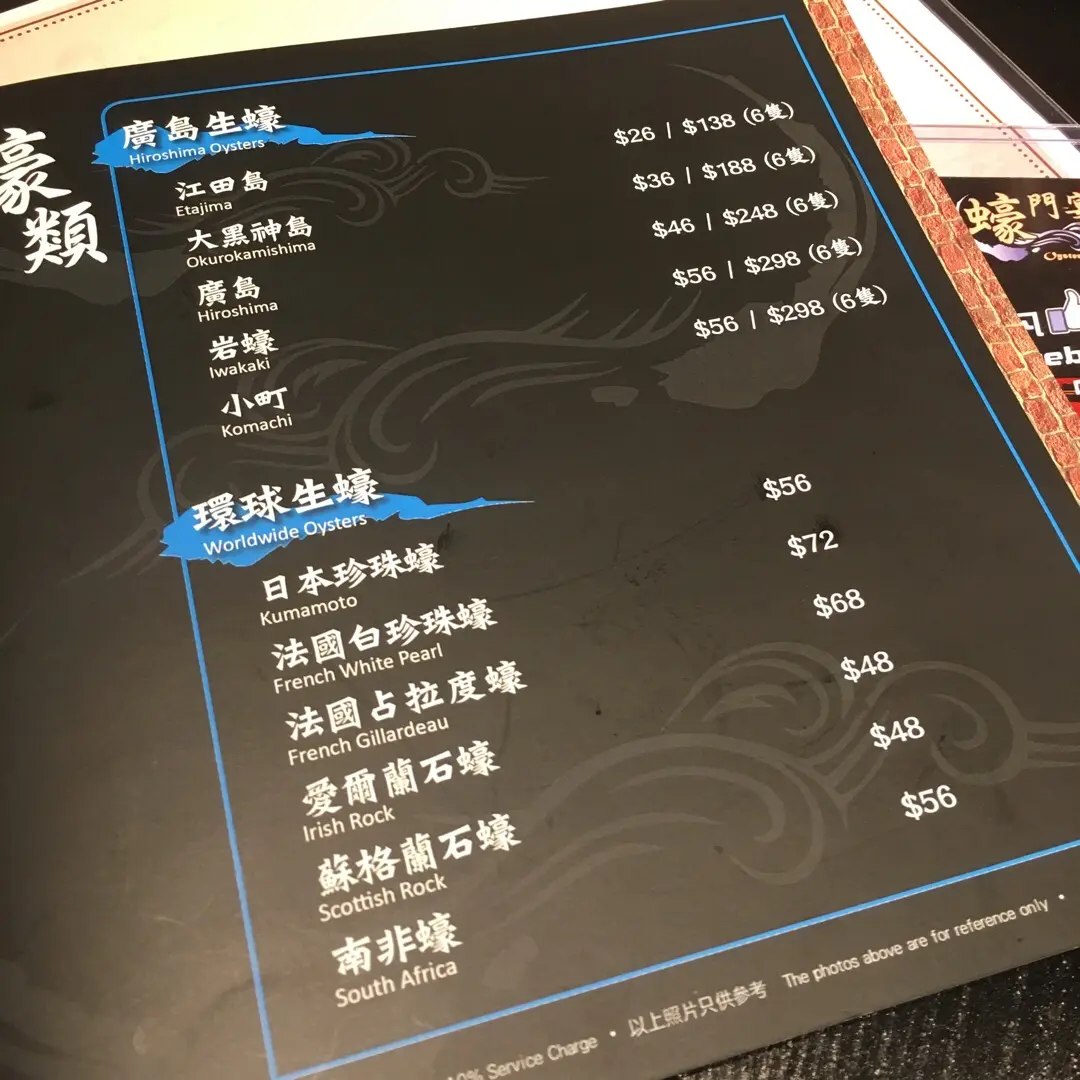 蠔類
廣島生蠔
Hiroshima Oysters
江田島 $26 | $138 (6隻)
Etajima
大黑神島 $36 | $188 (6隻)
Okurokamishima
廣島 $46 | $248 (6隻)
Hiroshima
岩蠔 $56 | $298 (6隻)
Iwakaki
小町 $56 | $298 (6隻)
Komachi
環球生蠔
Worldwide Oysters
日本珍珠蠔 $56
Kumamoto
法國白珍珠蠔 $72
French White Pearl
法國占拉度蠔 $68
French Gillardeau
愛爾蘭石蠔 $48
Irish Rock
蘇格蘭石蠔 $48
Scottish Rock
南非蠔 $56
South Africa
10% Service Charge • 以上照片只供參考 The photos above are for reference only •
蠔門宴